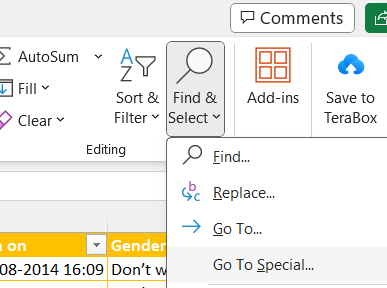 Comments
AutoSum
Fill
Clear
Sort & Filter
Find & Select
Add-ins
Save to TeraBox
Editing
Find...
Replace...
Go To...
Go To Special...
on
Gender
08-2014 16:09
Don't w